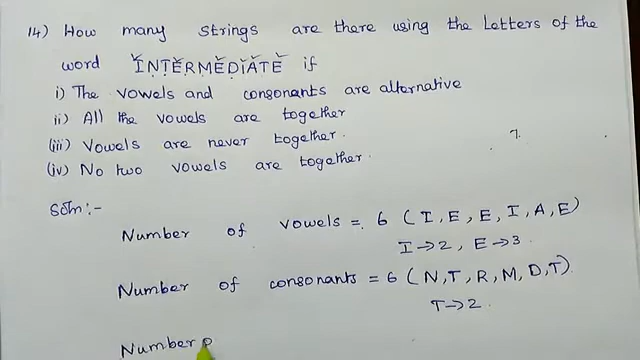 14) How many strings are there using the Letters of the
word INTERMEDIATE if
i) The vowels and consonants are alternative
ii) All the vowels are together
(iii) Vowels are never together.
(iv) No two vowels are together.
Soln:-
Number of vowels = 6 (I, E, E, I, A, E)
I→2, E→3.
Number of consonants = 6 (N, T, R, M, D, T)
T→2.
Number